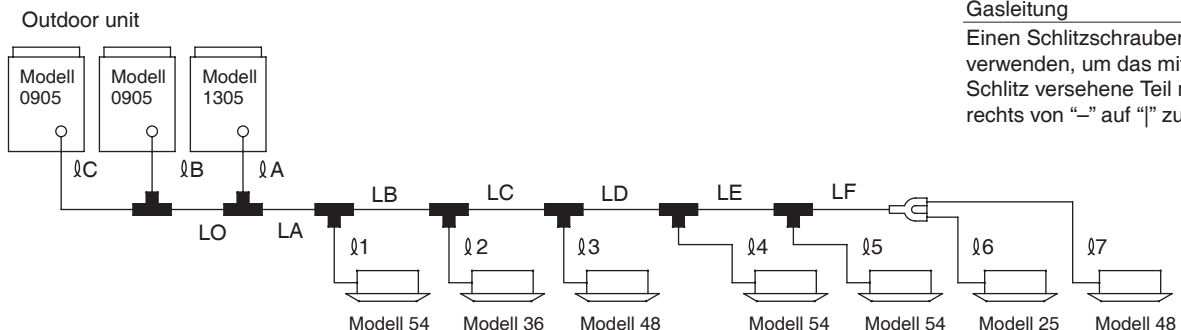 Outdoor unit
Gasleitung
Einen Schlitzschrauben
verwenden, um das mi
Schlitz versehene Teil
rechts von “–” auf “|” zu
Modell
0905
Modell
0905
Modell
1305
ℓC
ℓB
ℓA
LO
LA
LB
LC
LD
LE
LF
ℓ1
ℓ2
ℓ3
ℓ4
ℓ5
ℓ6
ℓ7
Modell 54
Modell 36
Modell 48
Modell 54
Modell 54
Modell 25
Modell 48